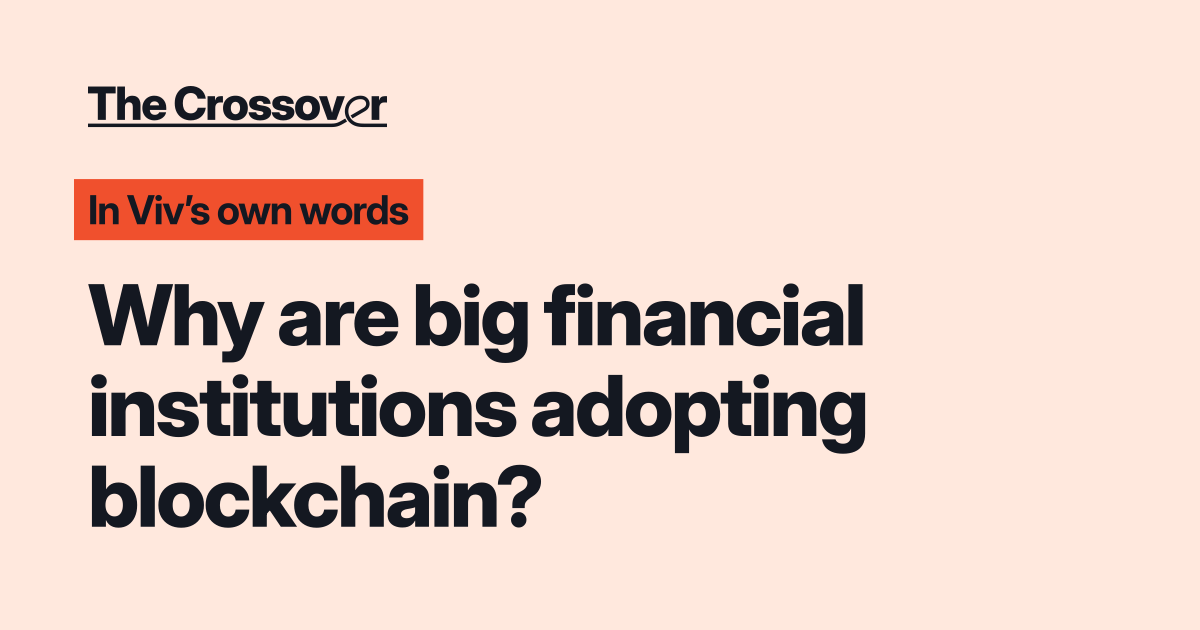 The Crossover
In Viv’s own words
Why are big financial
institutions adopting
blockchain?